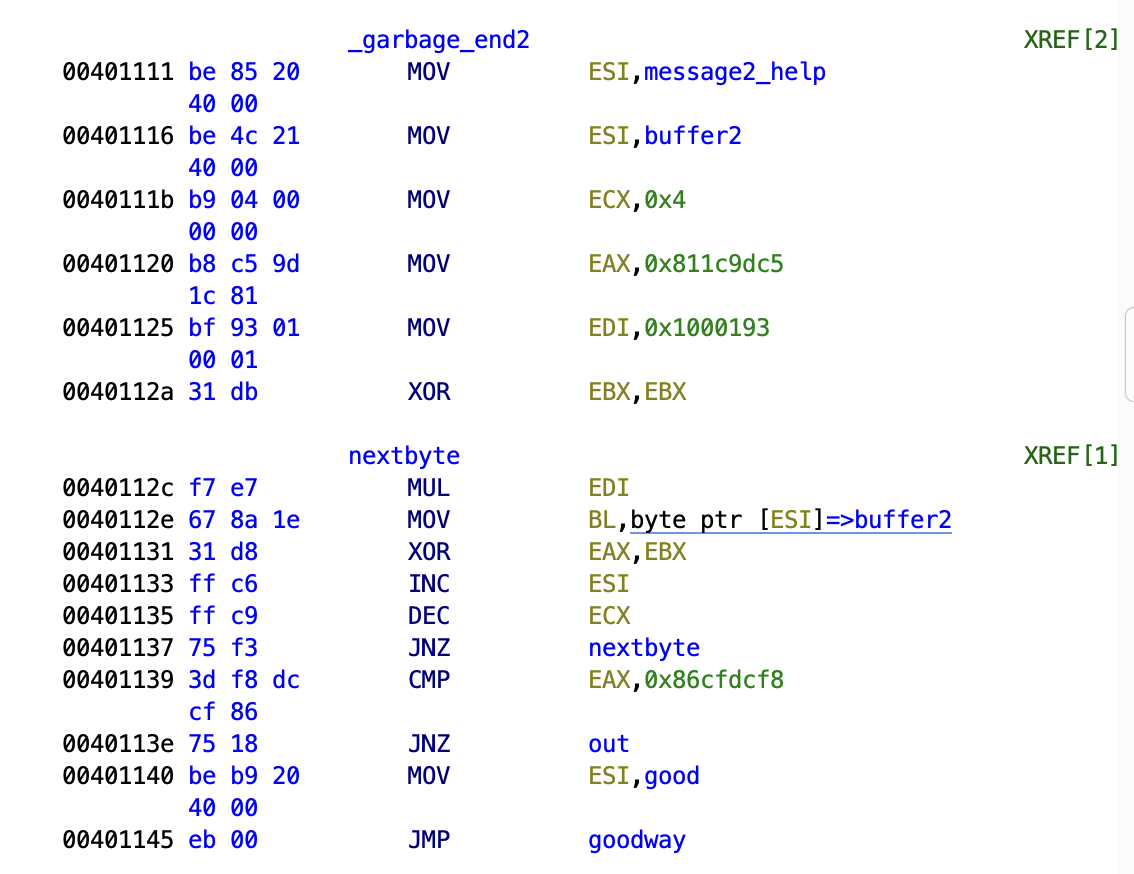 _garbage_end2 XREF[2]
00401111 be 85 20 MOV ESI,message2_help
40 00
00401116 be 4c 21 MOV ESI,buffer2
40 00
0040111b b9 04 00 MOV ECX,0x4
00 00
00401120 b8 c5 9d MOV EAX,0x811c9dc5
1c 81
00401125 bf 93 01 MOV EDI,0x1000193
00 01
0040112a 31 db XOR EBX,EBX
nextbyte XREF[1]
0040112c f7 e7 MUL EDI
0040112e 67 8a 1e MOV BL,byte ptr [ESI]=>buffer2
00401131 31 d8 XOR EAX,EBX
00401133 ff c6 INC ESI
00401135 ff c9 DEC ECX
00401137 75 f3 JNZ nextbyte
00401139 3d f8 dc CMP EAX,0x86cfdcf8
cf 86
0040113e 75 18 JNZ out
00401140 be b9 20 MOV ESI,good
40 00
00401145 eb 00 JMP goodway